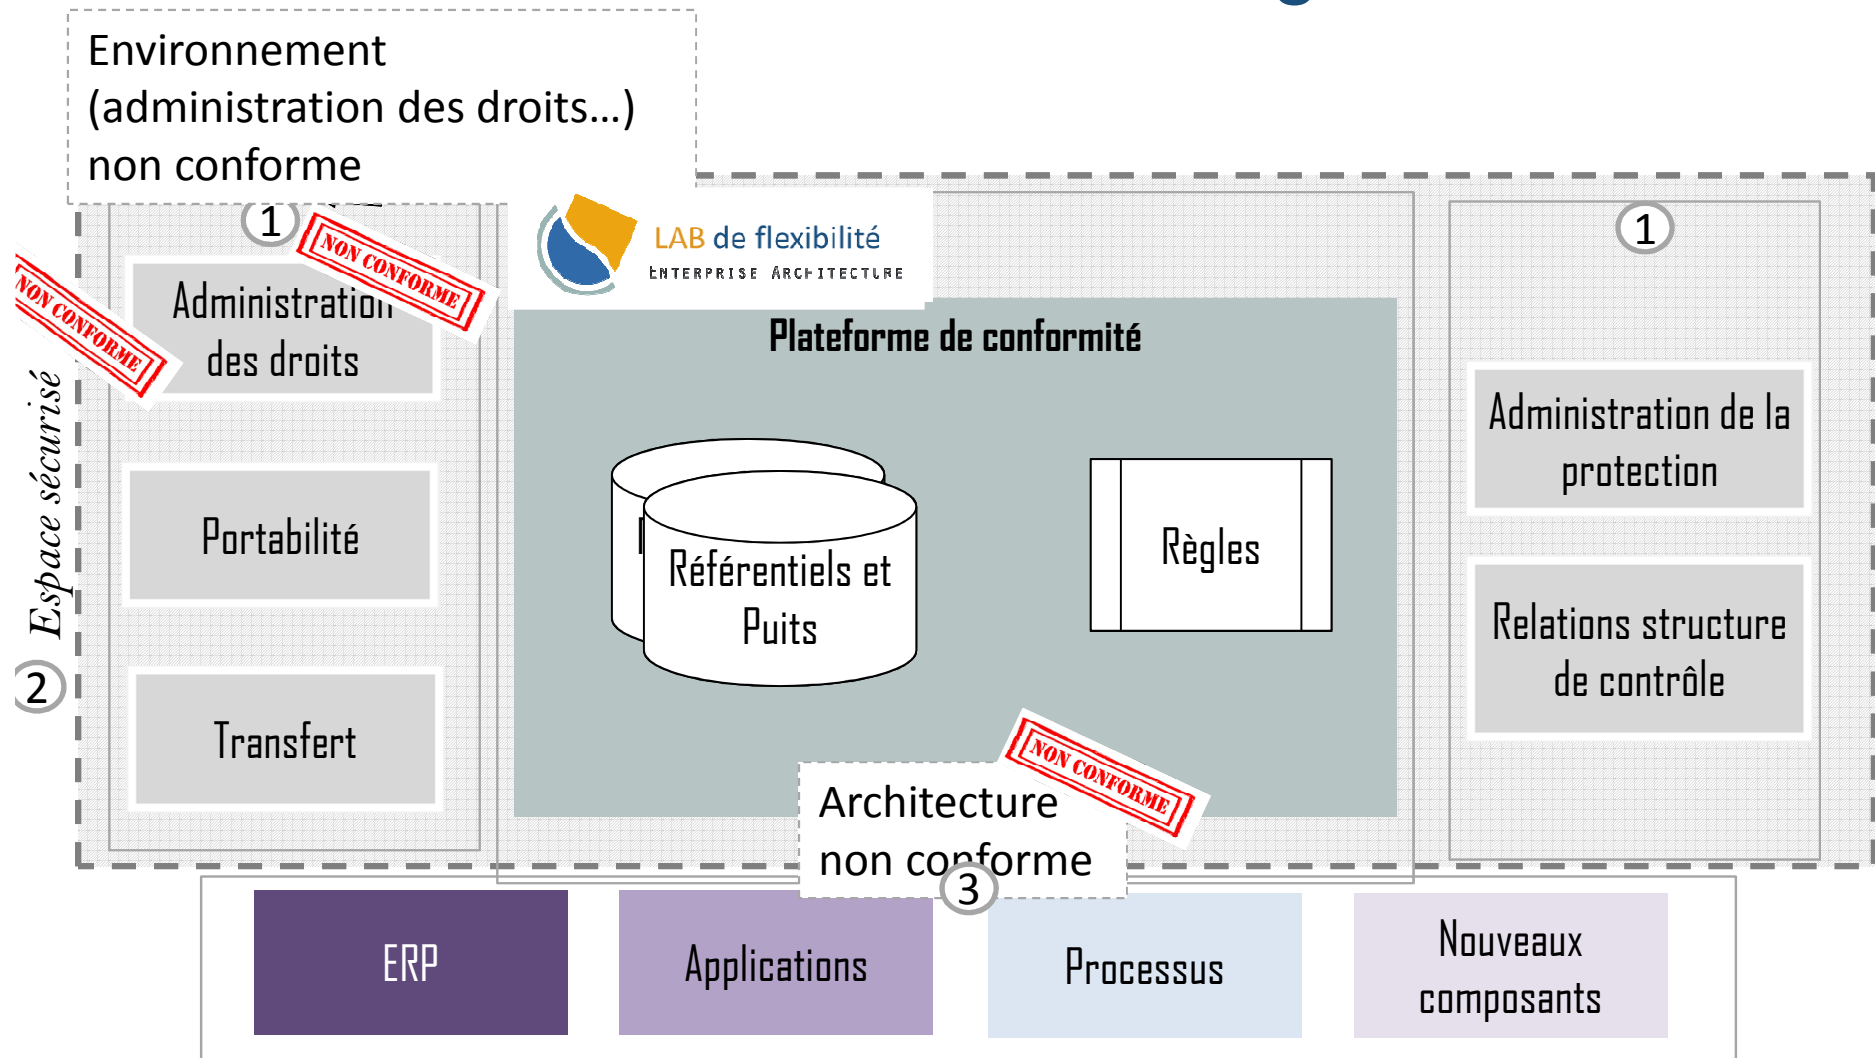 Environnement
(administration des droits...)
non conforme
1
NON CONFORME
NON CONFORME
Administration
des droits
Portabilité
Transfert
Espace sécurisé
2
LAB de flexibilité
ENTERPRISE ARCHITECTURE
Plateforme de conformité
Référentiels et
Puits
Règles
NON CONFORME
Architecture
non conforme
3
1
Administration de la
protection
Relations structure
de contrôle
ERP
Applications
Processus
Nouveaux
composants